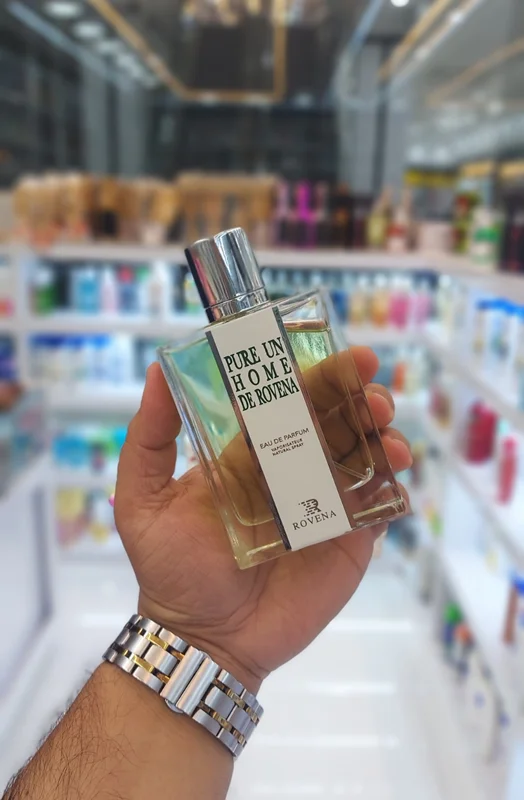 PURE UN
HOME
DE ROVENA
EAU DE PARFUM
VAPORISATEUR
NATURAL SPRAY
ROVENA